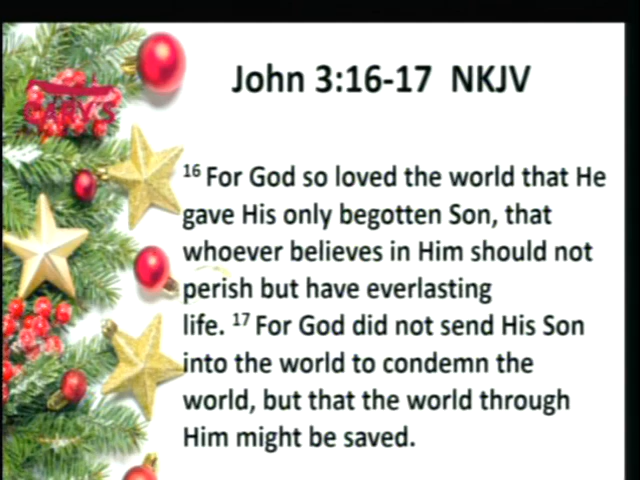 John 3:16-17 NKJV
16 For God so loved the world that He
gave His only begotten Son, that
whoever believes in Him should not
perish but have everlasting
life. 17 For God did not send His Son
into the world to condemn the
world, but that the world through
Him might be saved.